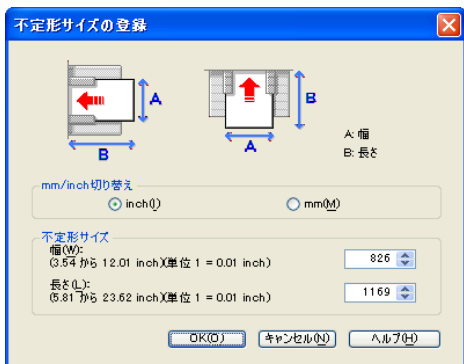 不定形サイズの登録
A
B
B
A
A: 幅
B: 長さ
mm/inch切り替え
inch(I)
mm(M)
不定形サイズ
幅(W):
(3.54 から 12.01 inch)(単位 1 = 0.01 inch)
826
長さ(L):
(5.81 から 23.62 inch)(単位 1 = 0.01 inch)
1169
OK(O)
キャンセル(N)
ヘルプ(H)